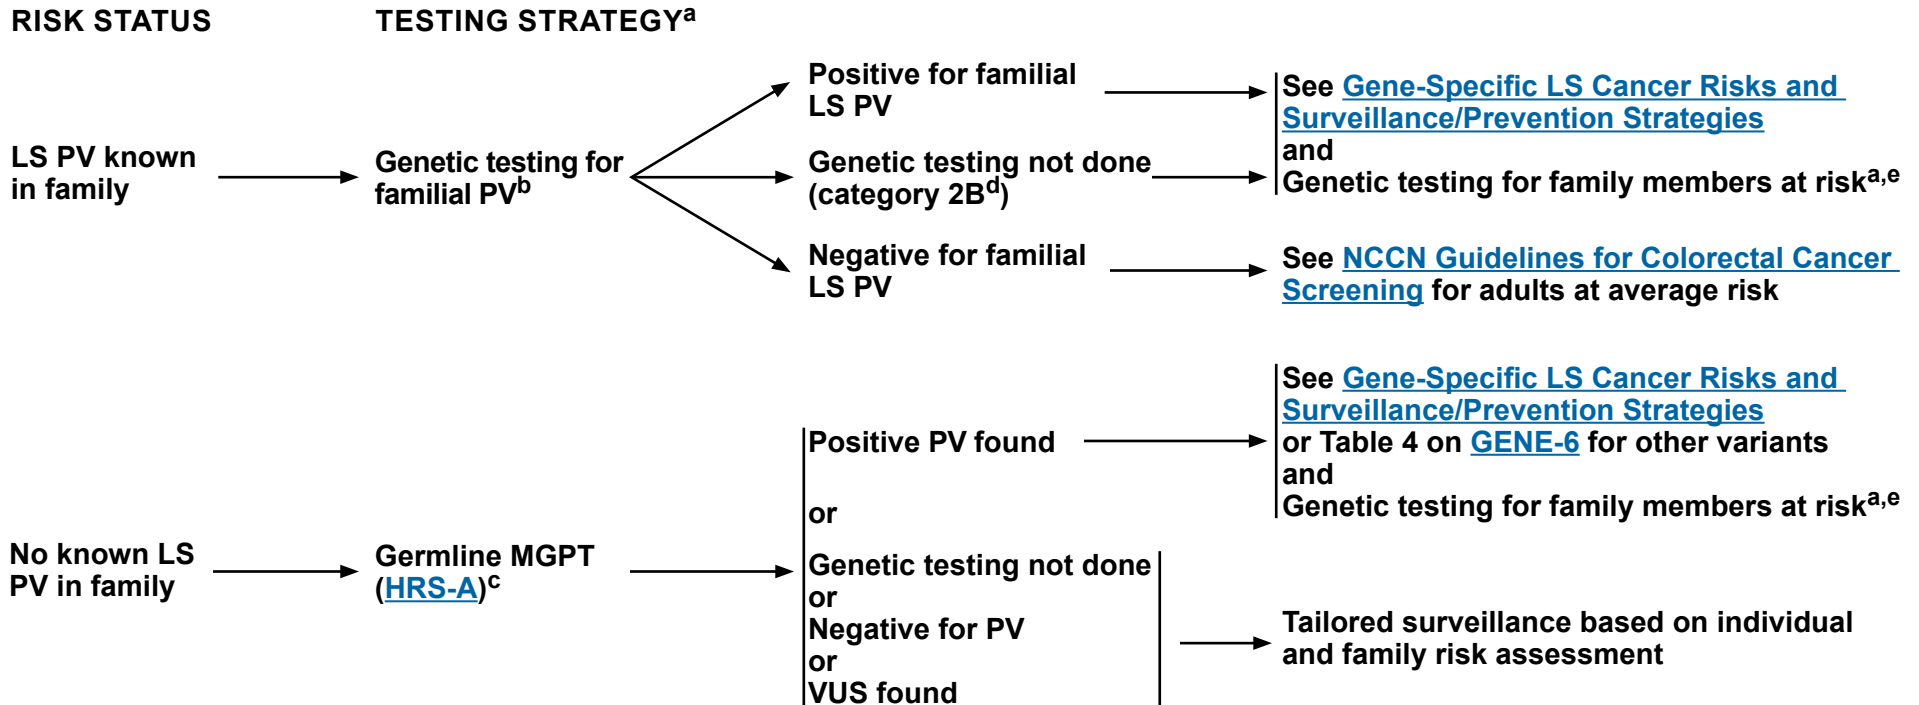 RISK STATUS
TESTING STRATEGYa
LS PV known
in family
Genetic testing for
familial PVb
Positive for familial
LS PV
Genetic testing not done
(category 2Bd)
Negative for familial
LS PV
See Gene-Specific LS Cancer Risks and
Surveillance/Prevention Strategies
and
Genetic testing for family members at riska,e
See NCCN Guidelines for Colorectal Cancer
Screening for adults at average risk
No known LS
PV in family
Germline MGPT
(HRS-A)c
Positive PV found
or
Genetic testing not done
or
Negative for PV
or
VUS found
See Gene-Specific LS Cancer Risks and
Surveillance/Prevention Strategies
or Table 4 on GENE-6 for other variants
and
Genetic testing for family members at riska,e
Tailored surveillance based on individual
and family risk assessment